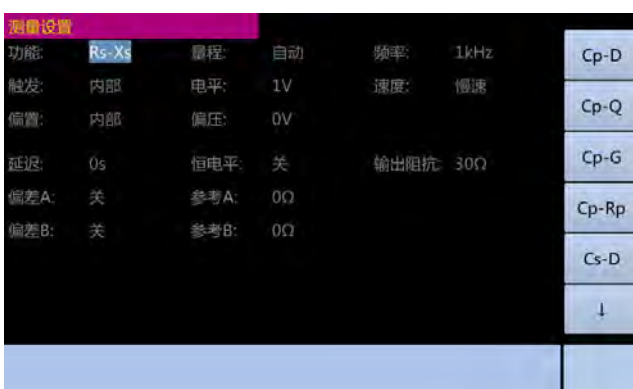 测量设置
功能: Rs-Xs 量程: 自动 频率: 1kHz
触发: 内部 电平: 1V 速度: 慢速
偏置: 内部 偏压: 0V
延迟: 0s 恒电平: 关 输出阻抗: 30Ω
偏差A: 关 参考A: 0Ω
偏差B: 关 参考B: 0Ω
Cp-D
Cp-Q
Cp-G
Cp-Rp
Cs-D
↓